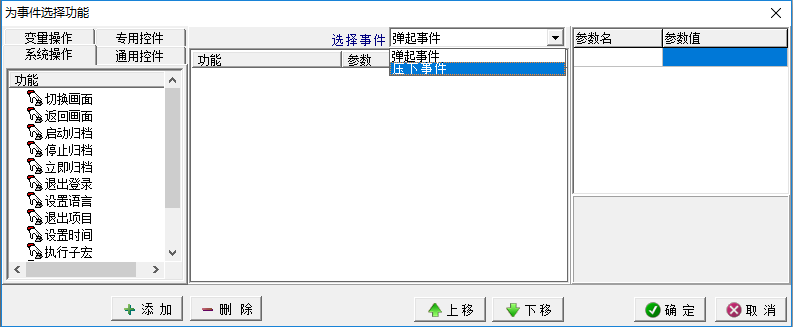 为事件选择功能
变量操作 专用控件
系统操作 通用控件
选择事件 弹起事件
弹起事件
压下事件
功能
切换画面
返回画面
启动归档
停止归档
立即归档
退出登录
设置语言
退出项目
设置时间
执行子宏
功能 参数
参数名 参数值
添加 删除 上移 下移 确定 取消